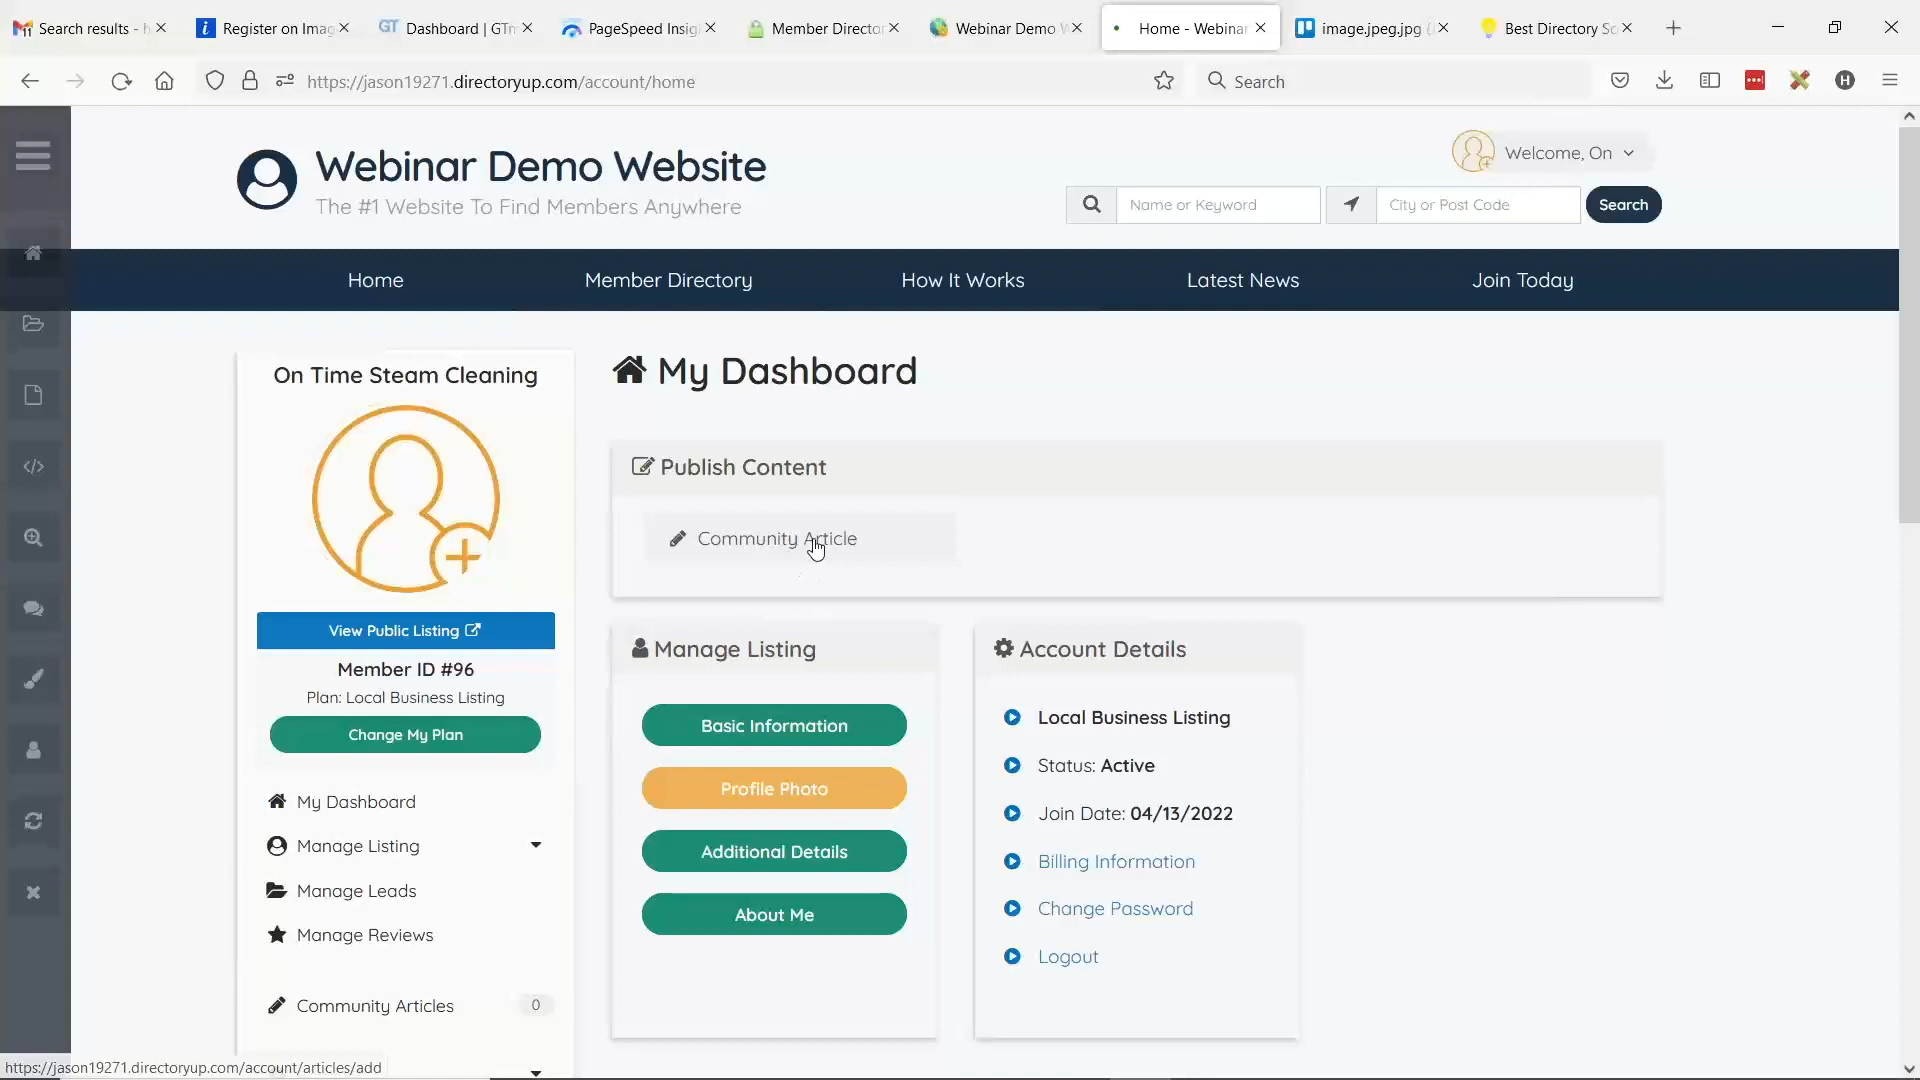 Search results - h
Register on Imag
GT Dashboard | GTm
PageSpeed Insig
Member Director
Webinar Demo W
Home - Webinar
image.jpeg.jpg (
Best Directory So
https://jason19271.directoryup.com/account/home
Search
H
Webinar Demo Website
The #1 Website To Find Members Anywhere
Welcome, On
Name or Keyword
City or Post Code
Search
Home
Member Directory
How It Works
Latest News
Join Today
On Time Steam Cleaning
View Public Listing
Member ID #96
Plan: Local Business Listing
Change My Plan
My Dashboard
Manage Listing
Manage Leads
Manage Reviews
Community Articles 0
My Dashboard
Publish Content
Community Article
Manage Listing
Basic Information
Profile Photo
Additional Details
About Me
Account Details
Local Business Listing
Status: Active
Join Date: 04/13/2022
Billing Information
Change Password
Logout
https://jason19271.directoryup.com/account/articles/add